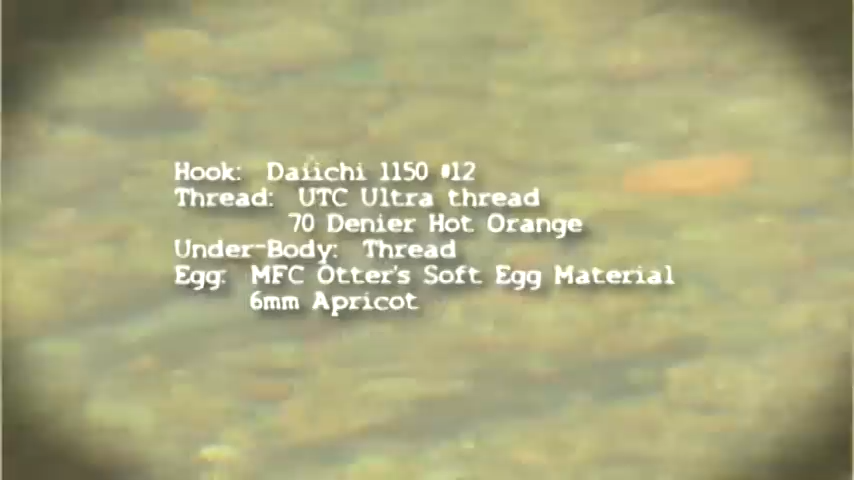 Hook: Daiichi 1150 #12
Thread: UTC Ultra thread
70 Denier Hot Orange
Under-Body: Thread
Egg: MFC Otter's Soft Egg Material
6mm Apricot